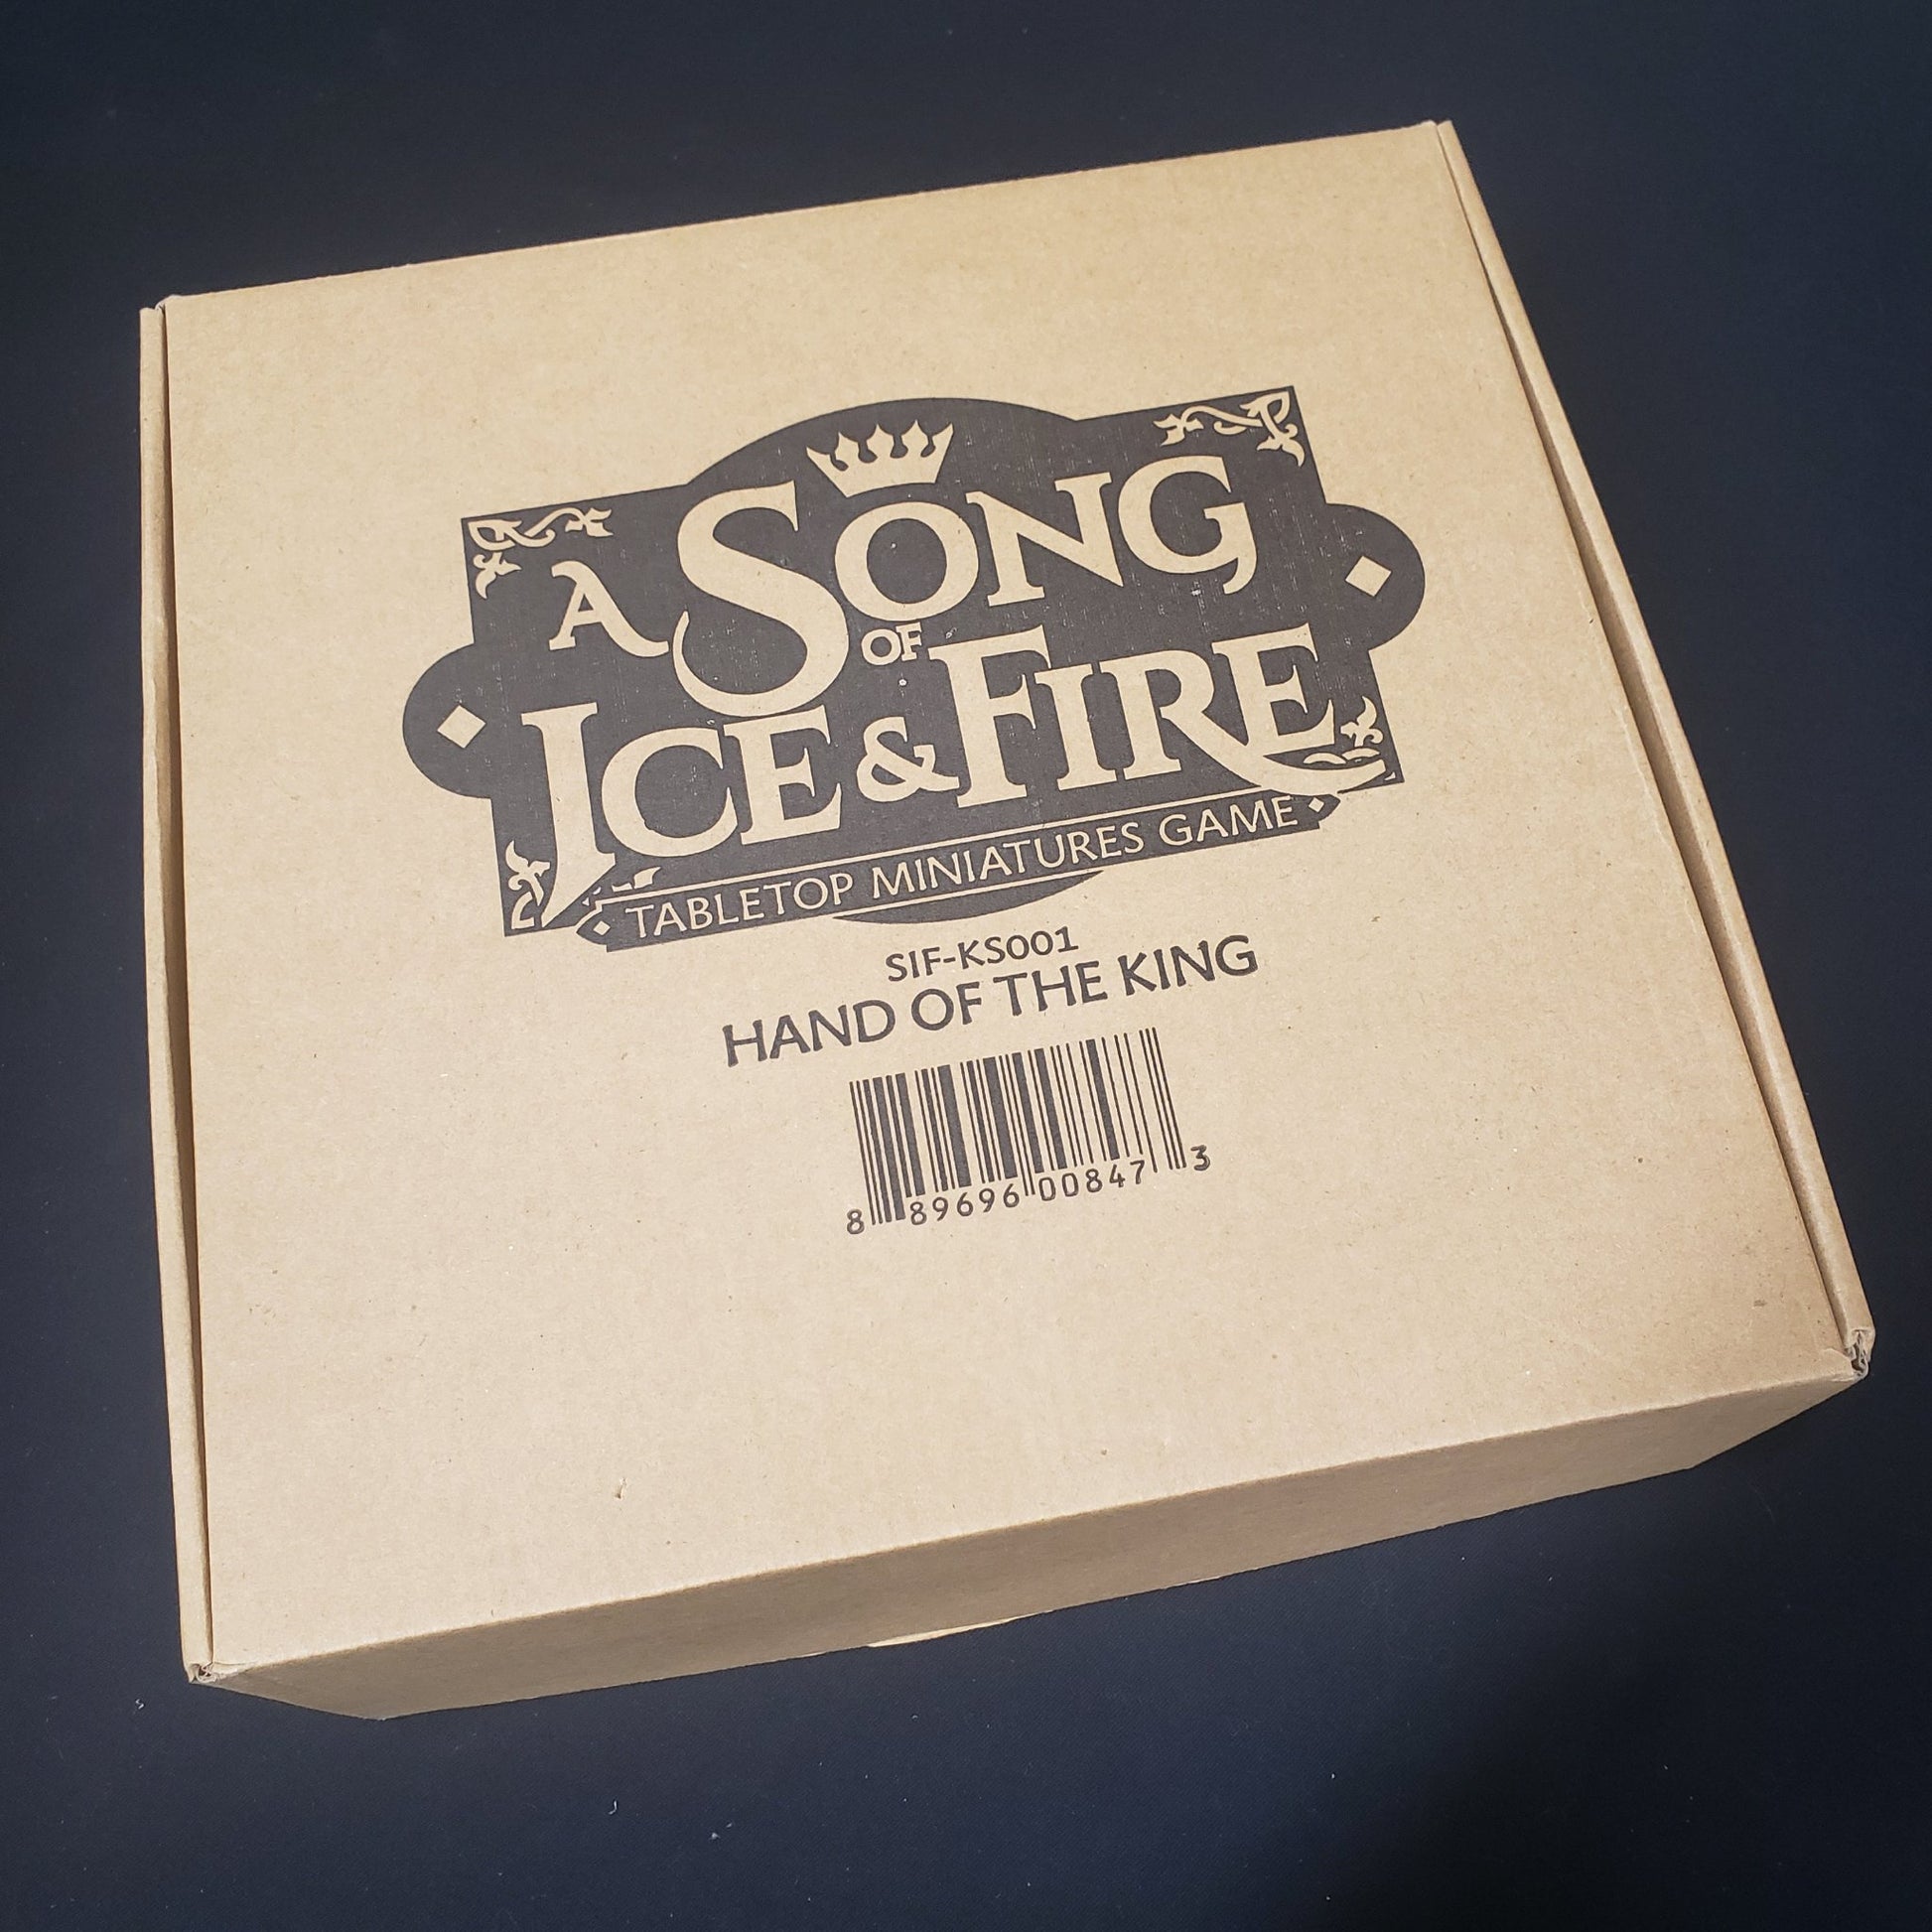 A SONG
OF
ICE & FIRE
TABLETOP MINIATURES GAME
SIF-KS001
HAND OF THE KING
8 89696 00847 3